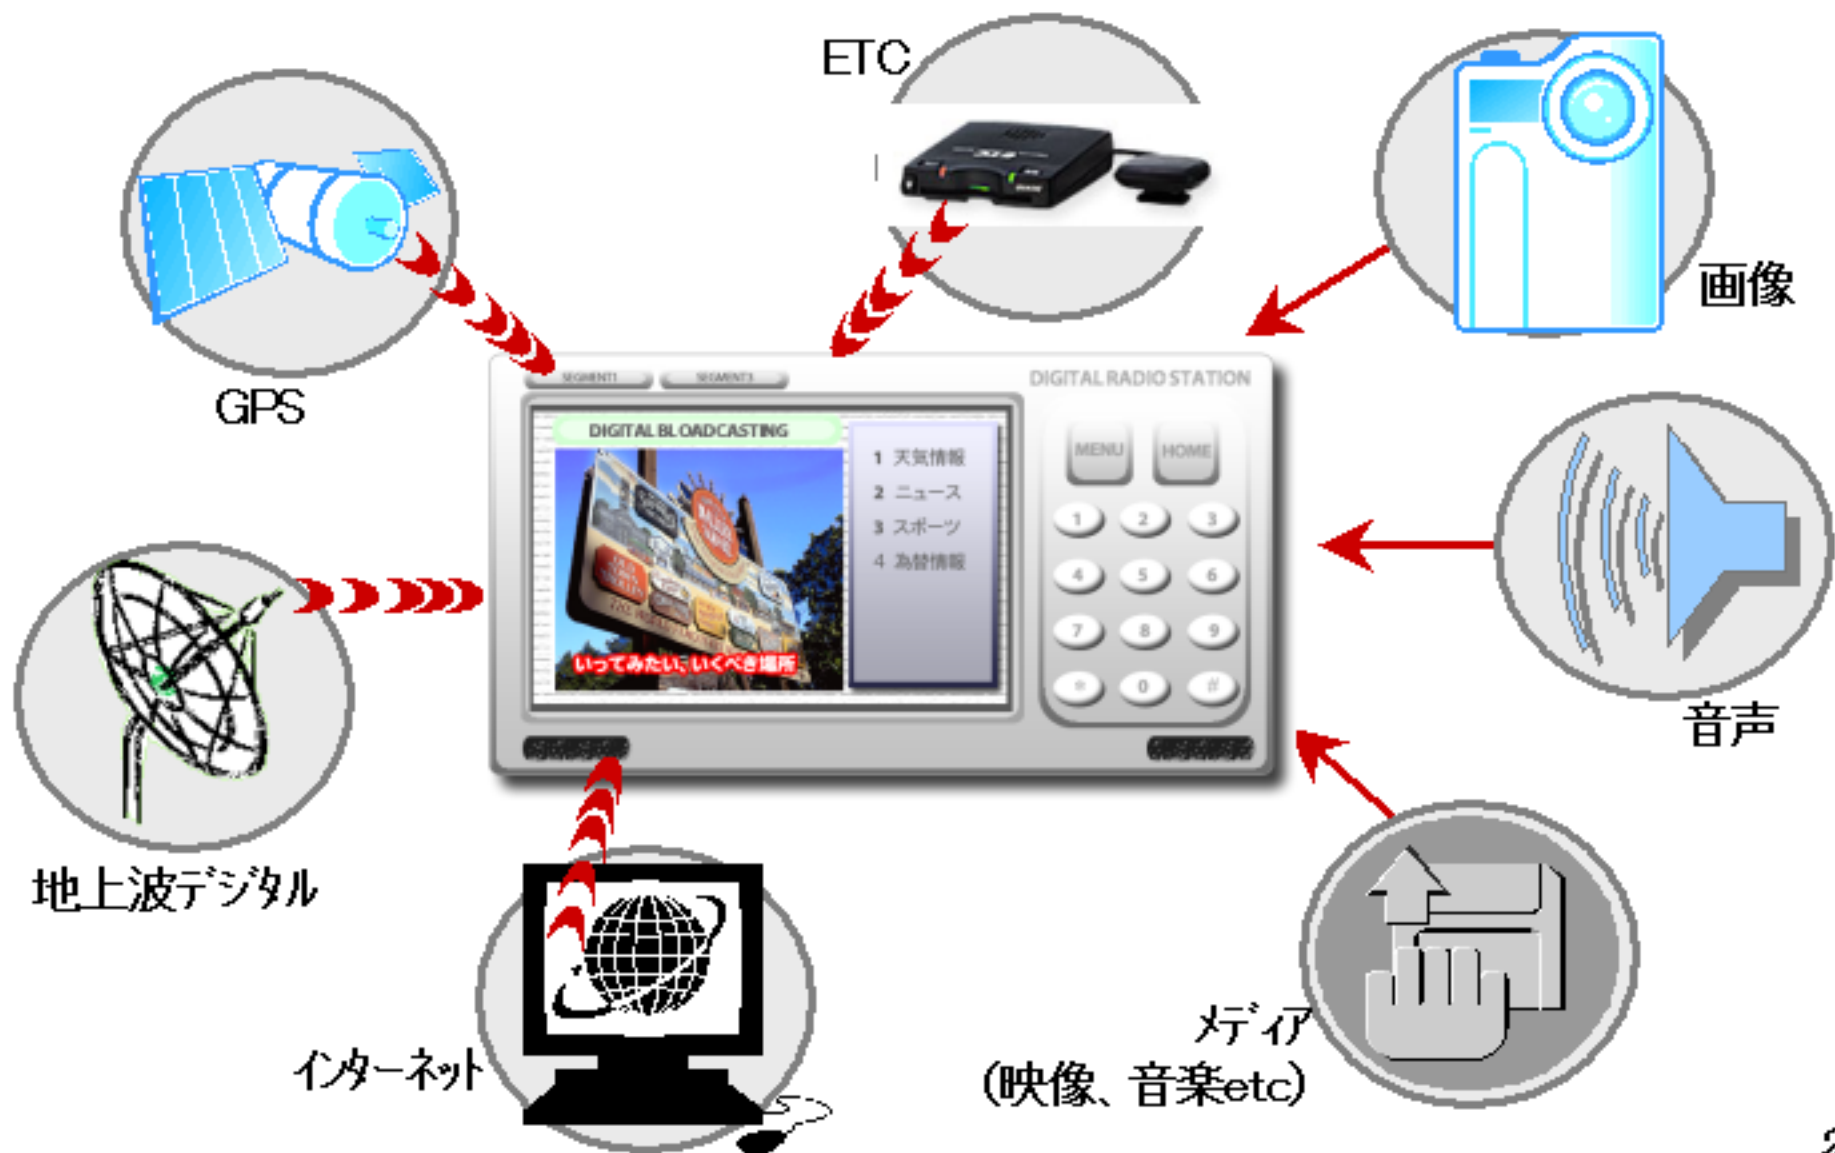 ETC
画像
GPS
SEGMENT1
SEGMENT3
DIGITAL RADIO STATION
DIGITAL BLOADCASTING
1 天気情報
2 ニュース
3 スポーツ
4 為替情報
いってみたい、いくべき場所
MENU
HOME
1 2 3
4 5 6
7 8 9
* 0 #
音声
地上波デジタル
インターネット
メディア
(映像、音楽etc)